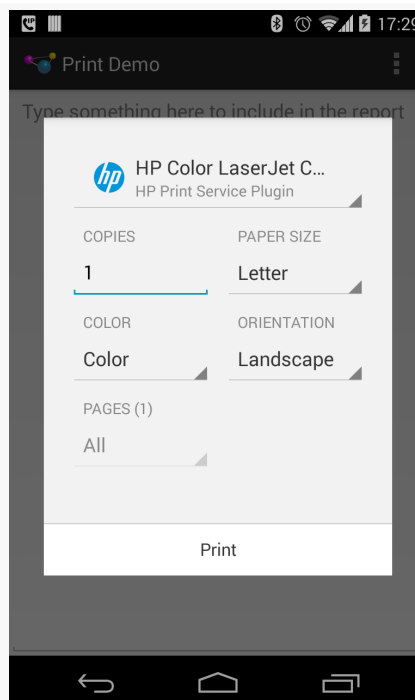 17:29
Print Demo
Type something here to include in the report
hp
HP Color LaserJet C...
HP Print Service Plugin
COPIES
PAPER SIZE
1
Letter
COLOR
ORIENTATION
Color
Landscape
PAGES (1)
All
Print